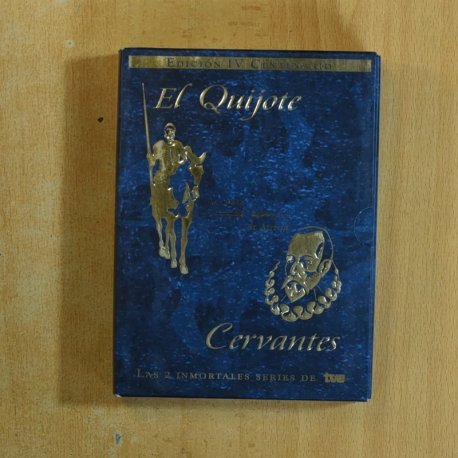 EDICIÓN IV CENTENARIO
El Quijote
Cervantes
LAS 2 INMORTALES SERIES DE tve